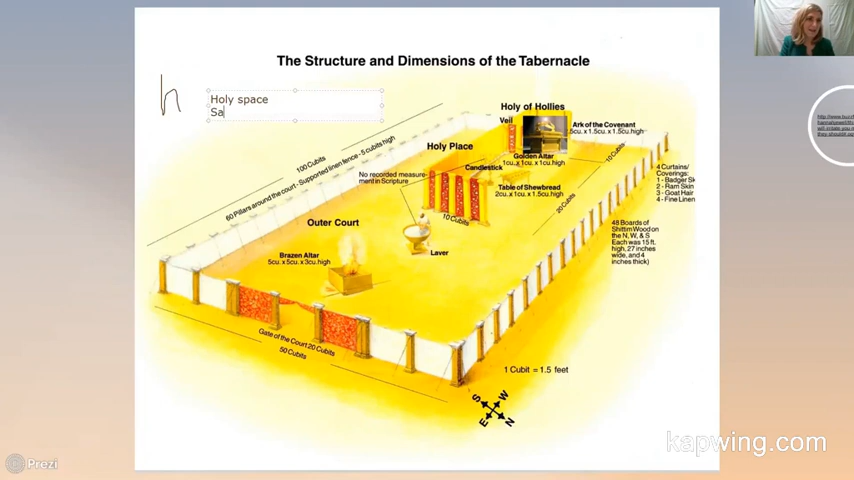 The Structure and Dimensions of the Tabernacle
h
Holy space
Sa
Holy of Hollies
Veil
Ark of the Covenant
5cu. x 1.5cu. x 1.5cu.high
100 Cubits
60 Pillars around the court - Supported linen fence - 5 cubits high
Holy Place
Golden Altar
1cu. x 1cu. x 1cu.high
10 Cubits
Candlestick
No recorded measure-
ment in Scripture
Table of Shewbread
2cu. x 1cu. x 1.5cu.high
4 Curtains/
Coverings:
1 - Badger Sk
2 - Ram Skin
3 - Goat Hair
4 - Fine Linen
20 Cubits
10 Cubits
Outer Court
48 Boards of
Shittim Wood on
the N, W, & S
Each was 15 ft.
high, 27 inches
wide, and 4
inches thick)
Brazen Altar
5cu. x 5cu. x 3cu.high
Laver
Gate of the Court 20 Cubits
50 Cubits
1 Cubit = 1.5 feet
S W
E N
kapwing.com
Prezi